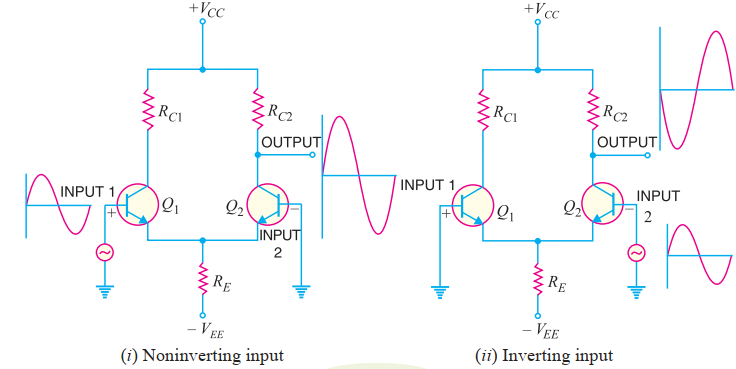 +VCC
RC1
RC2
OUTPUT
INPUT 1
+
Q1
Q2
−
INPUT
2
RE
− VEE
(i) Noninverting input
+VCC
RC1
RC2
OUTPUT
INPUT 1
+
Q1
Q2
−
INPUT
2
RE
− VEE
(ii) Inverting input